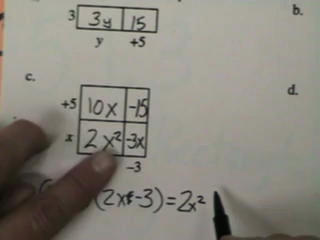 3 3y 15
b.
y +5
c.
d.
+5 10x -15
x 2x² -3x
-3
(2x -3) = 2x²